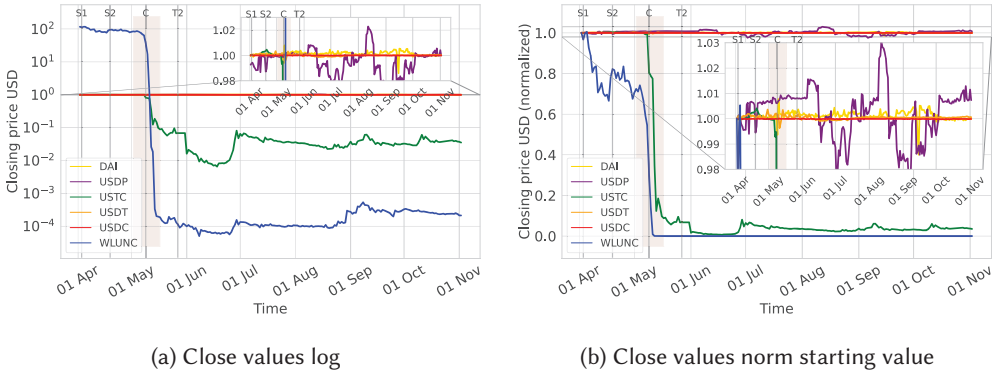 S1 S2 C T2
Closing price USD
10²
10¹
10⁰
10⁻¹
10⁻²
10⁻³
10⁻⁴
S1 S2 C T2
1.02
1.00
0.98
01 Apr 01 May 01 Jun 01 Jul 01 Aug 01 Sep 01 Oct 01 Nov
DAI
USDP
USTC
USDT
USDC
WLUNC
01 Apr 01 May 01 Jun 01 Jul 01 Aug 01 Sep 01 Oct 01 Nov
Time
(a) Close values log
S1 S2 C T2
Closing price USD (normalized)
1.0
0.8
0.6
0.4
0.2
0.0
S1 S2 C T2
1.03
1.02
1.01
1.00
0.99
0.98
01 Apr 01 May 01 Jun 01 Jul 01 Aug 01 Sep 01 Oct 01 Nov
DAI
USDP
USTC
USDT
USDC
WLUNC
01 Apr 01 May 01 Jun 01 Jul 01 Aug 01 Sep 01 Oct 01 Nov
Time
(b) Close values norm starting value